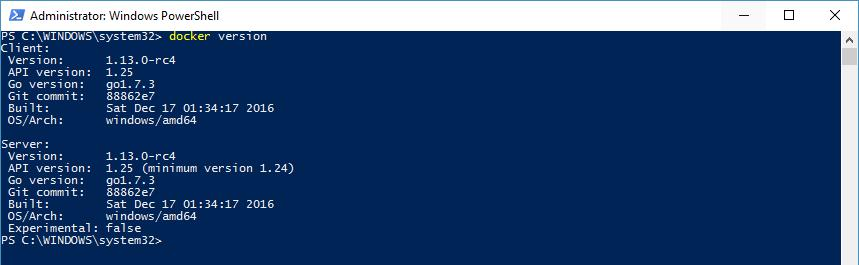 Administrator: Windows PowerShell
PS C:\WINDOWS\system32> docker version
Client:
 Version:      1.13.0-rc4
 API version:  1.25
 Go version:   go1.7.3
 Git commit:   88862e7
 Built:        Sat Dec 17 01:34:17 2016
 OS/Arch:      windows/amd64

Server:
 Version:      1.13.0-rc4
 API version:  1.25 (minimum version 1.24)
 Go version:   go1.7.3
 Git commit:   88862e7
 Built:        Sat Dec 17 01:34:17 2016
 OS/Arch:      windows/amd64
 Experimental: false
PS C:\WINDOWS\system32>